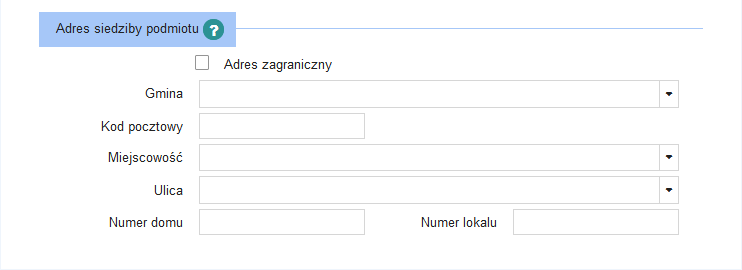 Adres siedziby podmiotu ?
Adres zagraniczny
Gmina
Kod pocztowy
Miejscowość
Ulica
Numer domu Numer lokalu